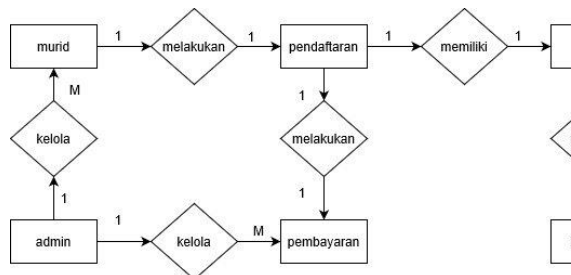 murid 1 melakukan 1 pendaftaran 1 memiliki 1
M 1
kelola melakukan
1 1 1 M
admin kelola pembayaran